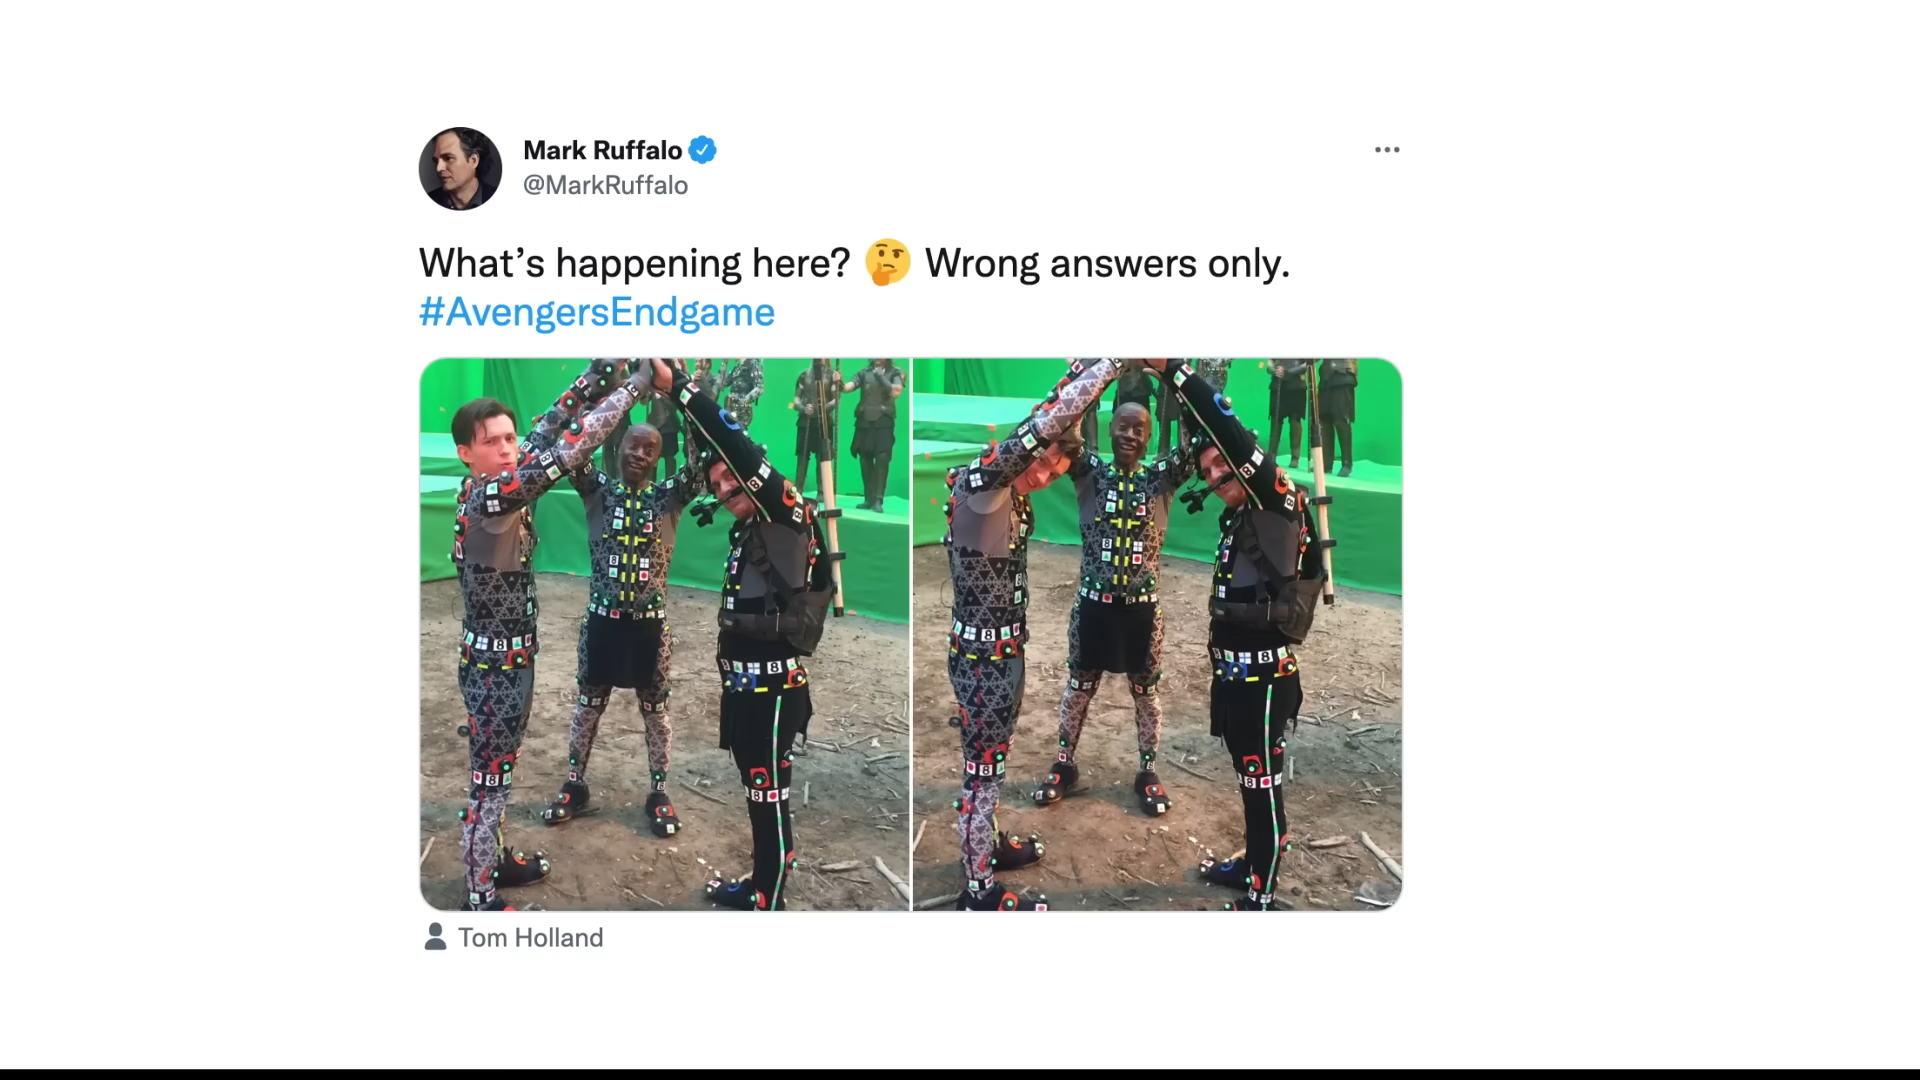 Mark Ruffalo
@MarkRuffalo
What’s happening here? 🤔 Wrong answers only.
#AvengersEndgame
Tom Holland